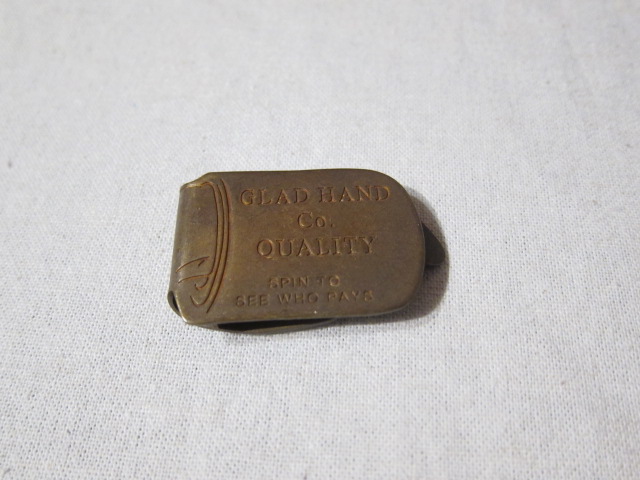 GLAD HAND
Co.
QUALITY
SPIN TO
SEE WHO PAYS